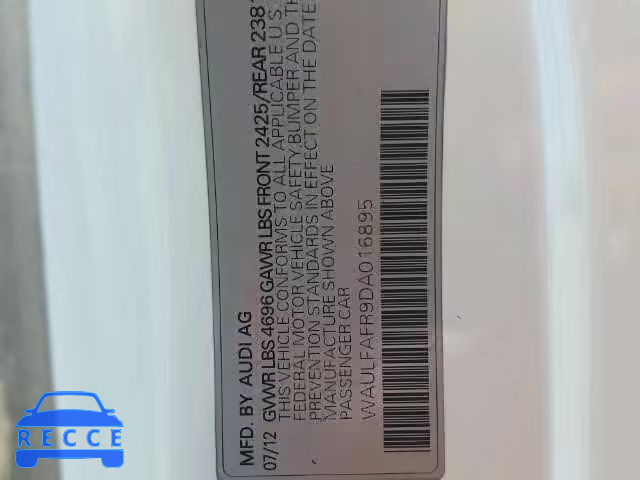 MFD. BY AUDI AG
07/12 GVWR LBS 4696 GAWR LBS FRONT 2425/REAR 238
THIS VEHICLE CONFORMS TO ALL APPLICABLE U.S.
FEDERAL MOTOR VEHICLE SAFETY, BUMPER AND
PREVENTION STANDARDS IN EFFECT ON THE DATE
MANUFACTURE SHOWN ABOVE
PASSENGER CAR
WAULFAFR9DA016895
RECCE